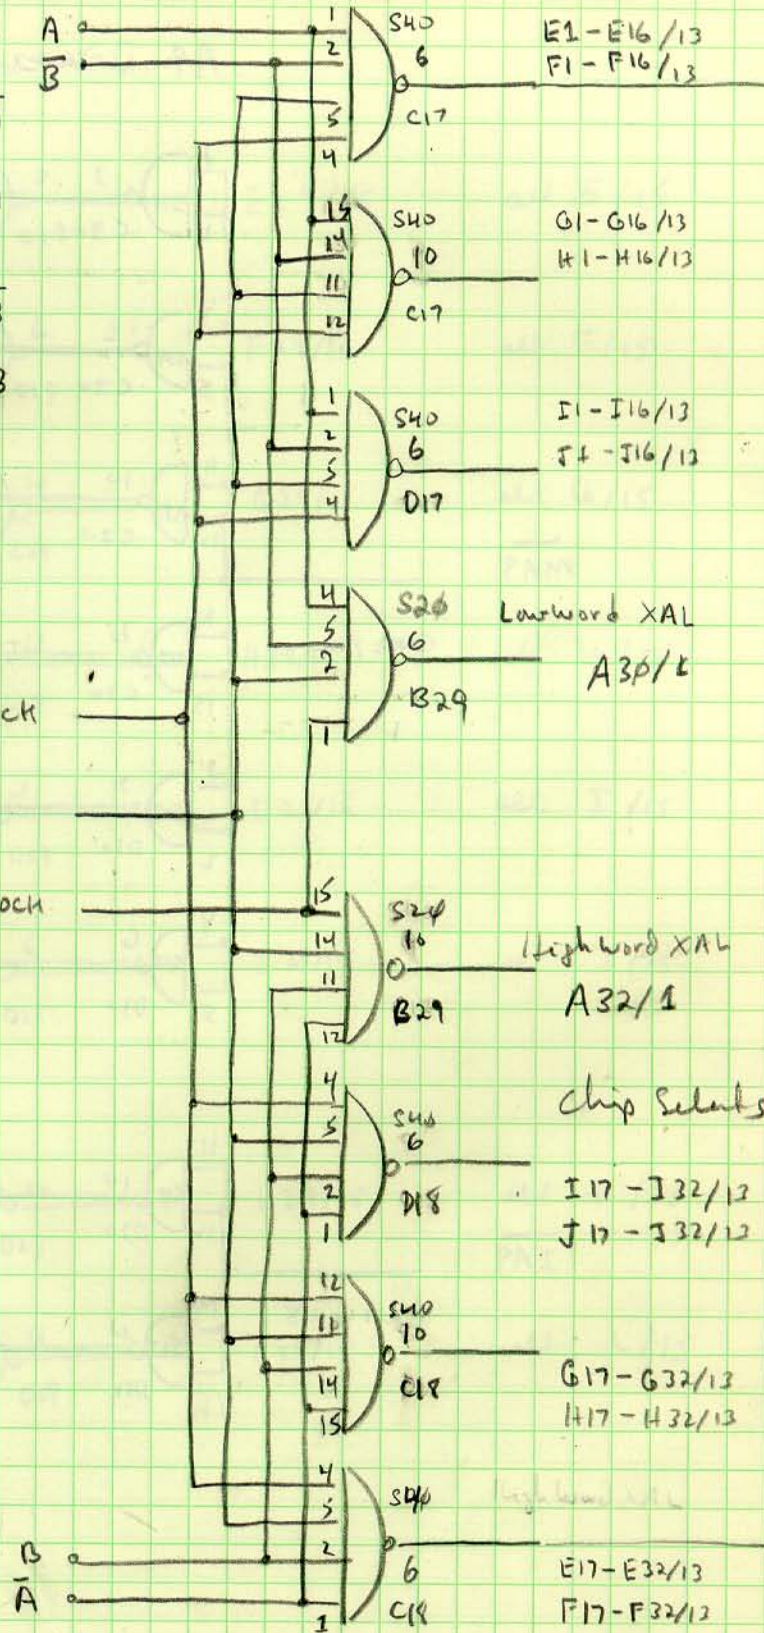 A
B̅
1
2
5
4
S40
6
C17
E1-E16/13
F1-F16/13
15
14
11
12
S40
10
C17
G1-G16/13
H1-H16/13
1
2
5
4
S40
6
D17
I1-I16/13
J1-J16/13
4
5
2
1
S20
6
B29
Lowword XAL
A30/1
CH
OCH
15
14
11
12
S20
10
B29
Highword XAL
A32/1
4
5
2
1
S40
6
D18
Chip Selects
I17-I32/13
J17-J32/13
12
11
14
15
S40
10
C18
G17-G32/13
H17-H32/13
4
5
2
1
S40
6
C18
E17-E32/13
F17-F32/13
B
A̅